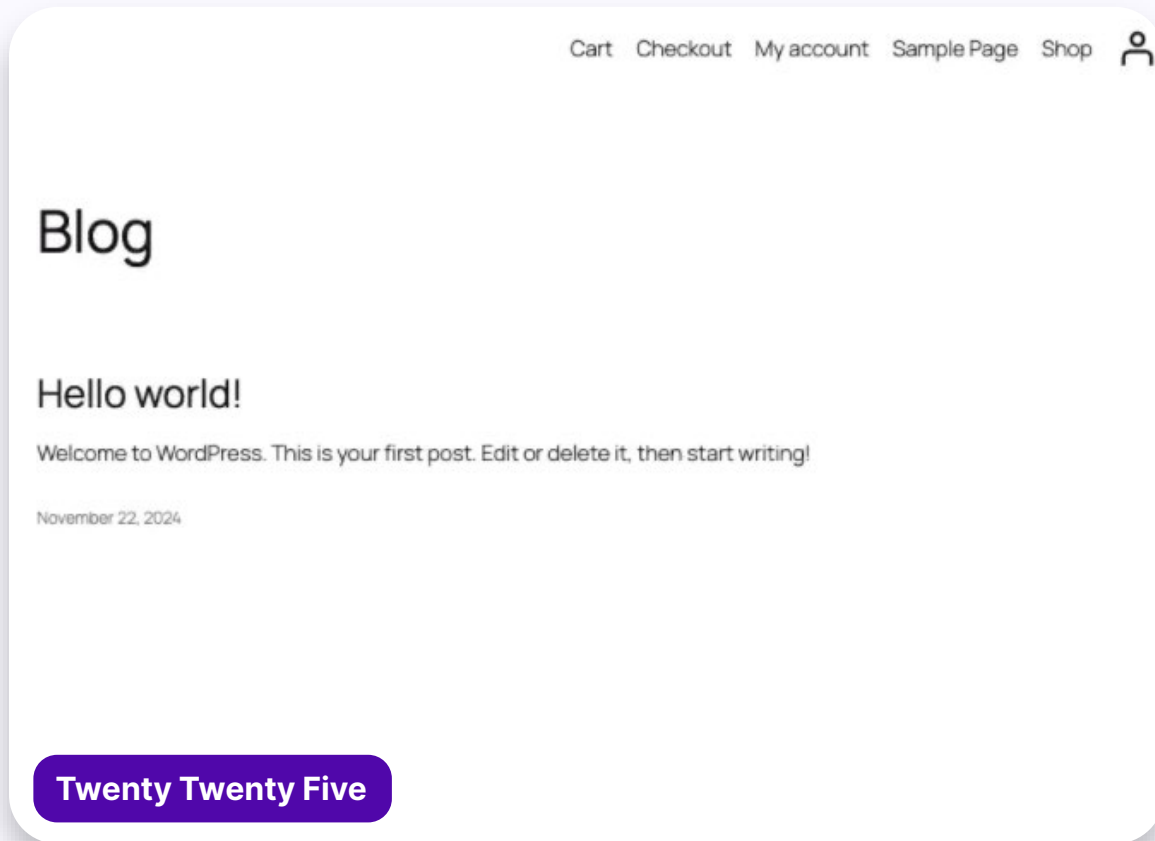 Cart Checkout My account Sample Page Shop
Blog
Hello world!
Welcome to WordPress. This is your first post. Edit or delete it, then start writing!
November 22, 2024
Twenty Twenty Five